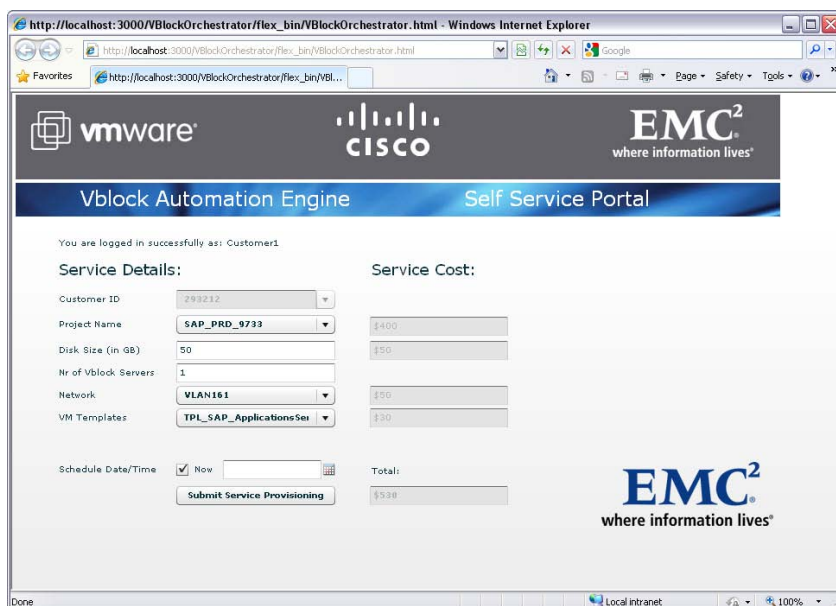 http://localhost:3000/VBlockOrchestrator/flex_bin/VBlockOrchestrator.html - Windows Internet Explorer
http://localhost:3000/VBlockOrchestrator/flex_bin/VBlockOrchestrator.html
Google
Favorites http://localhost:3000/VBlockOrchestrator/flex_bin/VBl... Page Safety Tools
vmware CISCO EMC²
where information lives®
Vblock Automation Engine Self Service Portal
You are logged in successfully as: Customer1
Service Details: Service Cost:
Customer ID 293212
Project Name SAP_PRD_9733 $400
Disk Size (in GB) 50 $50
Nr of Vblock Servers 1
Network VLAN161 $50
VM Templates TPL_SAP_ApplicationsSer $30
Schedule Date/Time Now Total:
Submit Service Provisioning $530
EMC²
where information lives®
Done Local intranet 100%